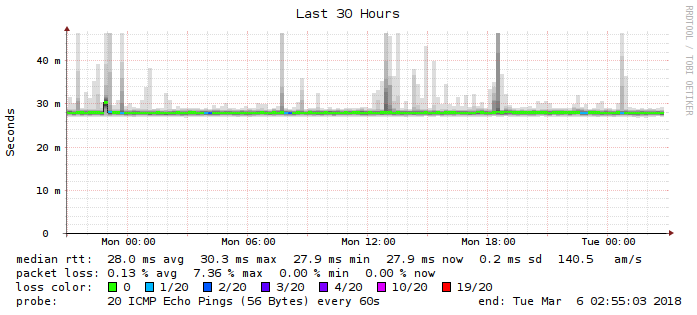 Last 30 Hours
RRDTOOL / TOBI OETIKER
Seconds
40 m
30 m
20 m
10 m
0
Mon 00:00 Mon 06:00 Mon 12:00 Mon 18:00 Tue 00:00
median rtt: 28.0 ms avg 30.3 ms max 27.9 ms min 27.9 ms now 0.2 ms sd 140.5 am/s
packet loss: 0.13 % avg 7.36 % max 0.00 % min 0.00 % now
loss color: 0 1/20 2/20 3/20 4/20 10/20 19/20
probe: 20 ICMP Echo Pings (56 Bytes) every 60s end: Tue Mar 6 02:55:03 2018